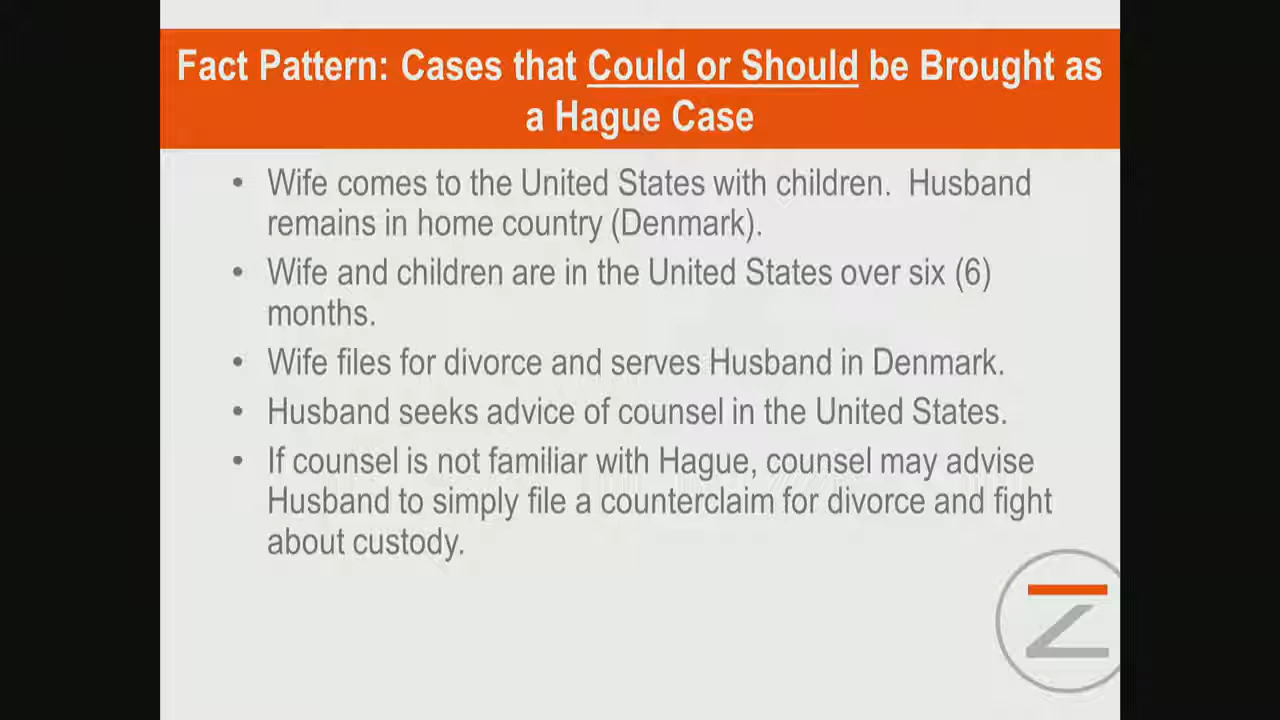 Fact Pattern: Cases that Could or Should be Brought as
a Hague Case
• Wife comes to the United States with children.  Husband
remains in home country (Denmark).
• Wife and children are in the United States over six (6)
months.
• Wife files for divorce and serves Husband in Denmark.
• Husband seeks advice of counsel in the United States.
• If counsel is not familiar with Hague, counsel may advise
Husband to simply file a counterclaim for divorce and fight
about custody.
Z